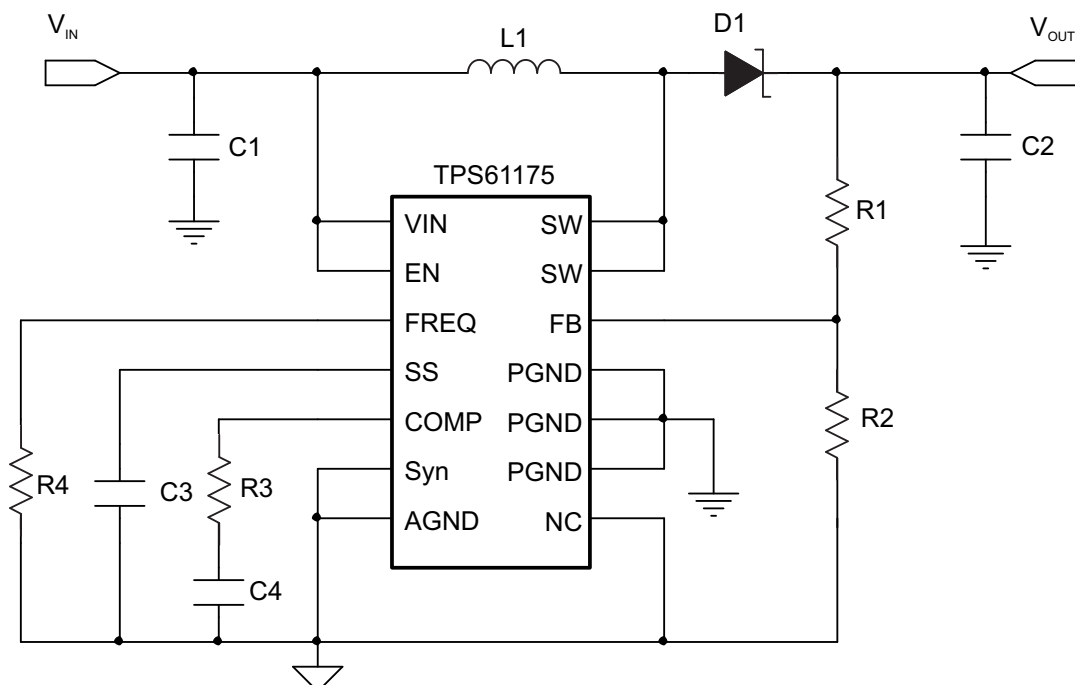 VIN
L1
D1
VOUT
C1
C2
TPS61175
VIN
SW
R1
EN
SW
FREQ
FB
SS
PGND
COMP
PGND
R2
Syn
PGND
R4
C3
R3
AGND
NC
C4